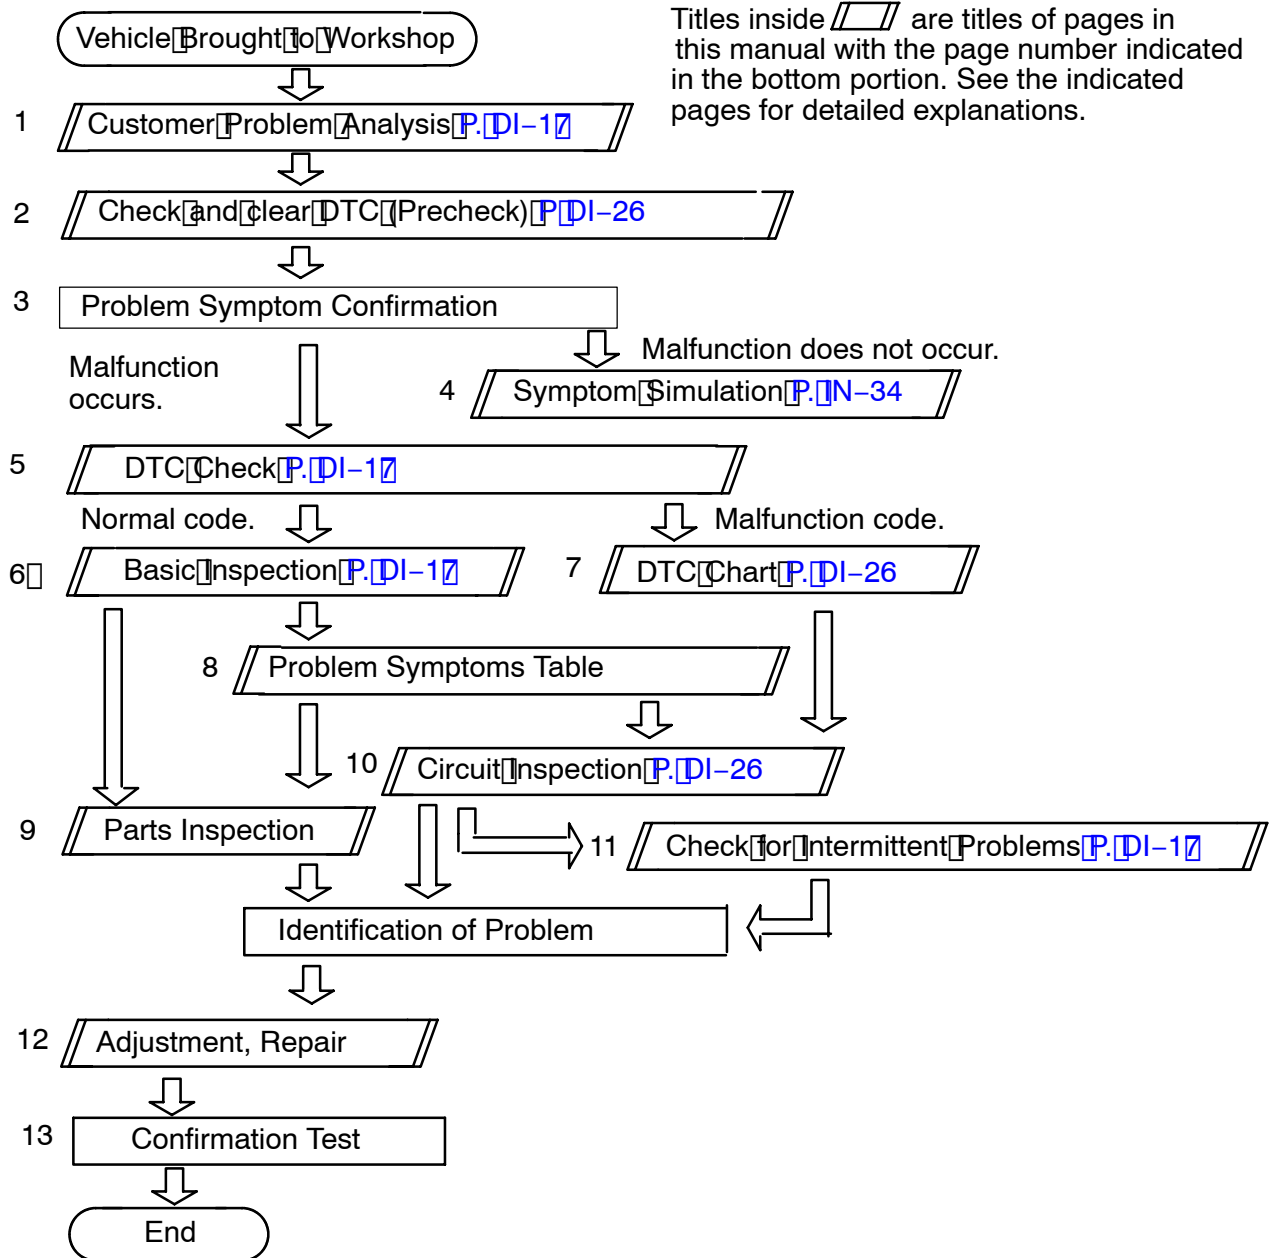 Vehicle Brought to Workshop
Titles inside are titles of pages in
this manual with the page number indicated
in the bottom portion. See the indicated
pages for detailed explanations.
1 Customer Problem Analysis P. DI–17
2 Check and clear DTC (Precheck) P DI–26
3 Problem Symptom Confirmation
Malfunction
occurs.
Malfunction does not occur.
4 Symptom Simulation P. IN–34
5 DTC Check P. DI–17
Normal code.
Malfunction code.
6 Basic Inspection P. DI–17
7 DTC Chart P. DI–26
8 Problem Symptoms Table
10 Circuit Inspection P. DI–26
9 Parts Inspection
11 Check for Intermittent Problems P. DI–17
Identification of Problem
12 Adjustment, Repair
13 Confirmation Test
End